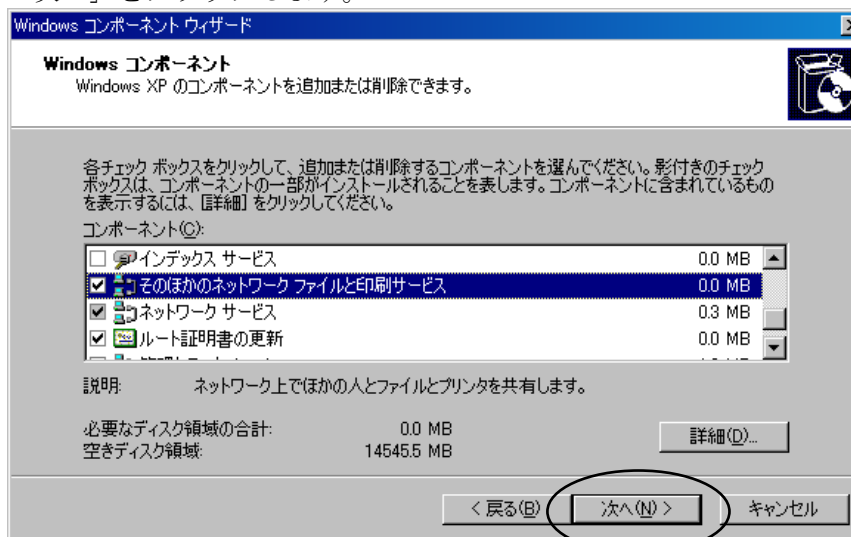 Windows コンポーネント ウィザード
Windows コンポーネント
Windows XP のコンポーネントを追加または削除できます。
各チェック ボックスをクリックして、追加または削除するコンポーネントを選んでください。影付きのチェック
ボックスは、コンポーネントの一部がインストールされることを表します。コンポーネントに含まれているもの
を表示するには、[詳細] をクリックしてください。
コンポーネント(C):
インデックス サービス 0.0 MB
そのほかのネットワーク ファイルと印刷サービス 0.0 MB
ネットワーク サービス 0.3 MB
ルート証明書の更新 0.0 MB
説明: ネットワーク上でほかの人とファイルとプリンタを共有します。
必要なディスク領域の合計: 0.0 MB
空きディスク領域: 14545.5 MB
詳細(D)...
< 戻る(B) 次へ(N) > キャンセル